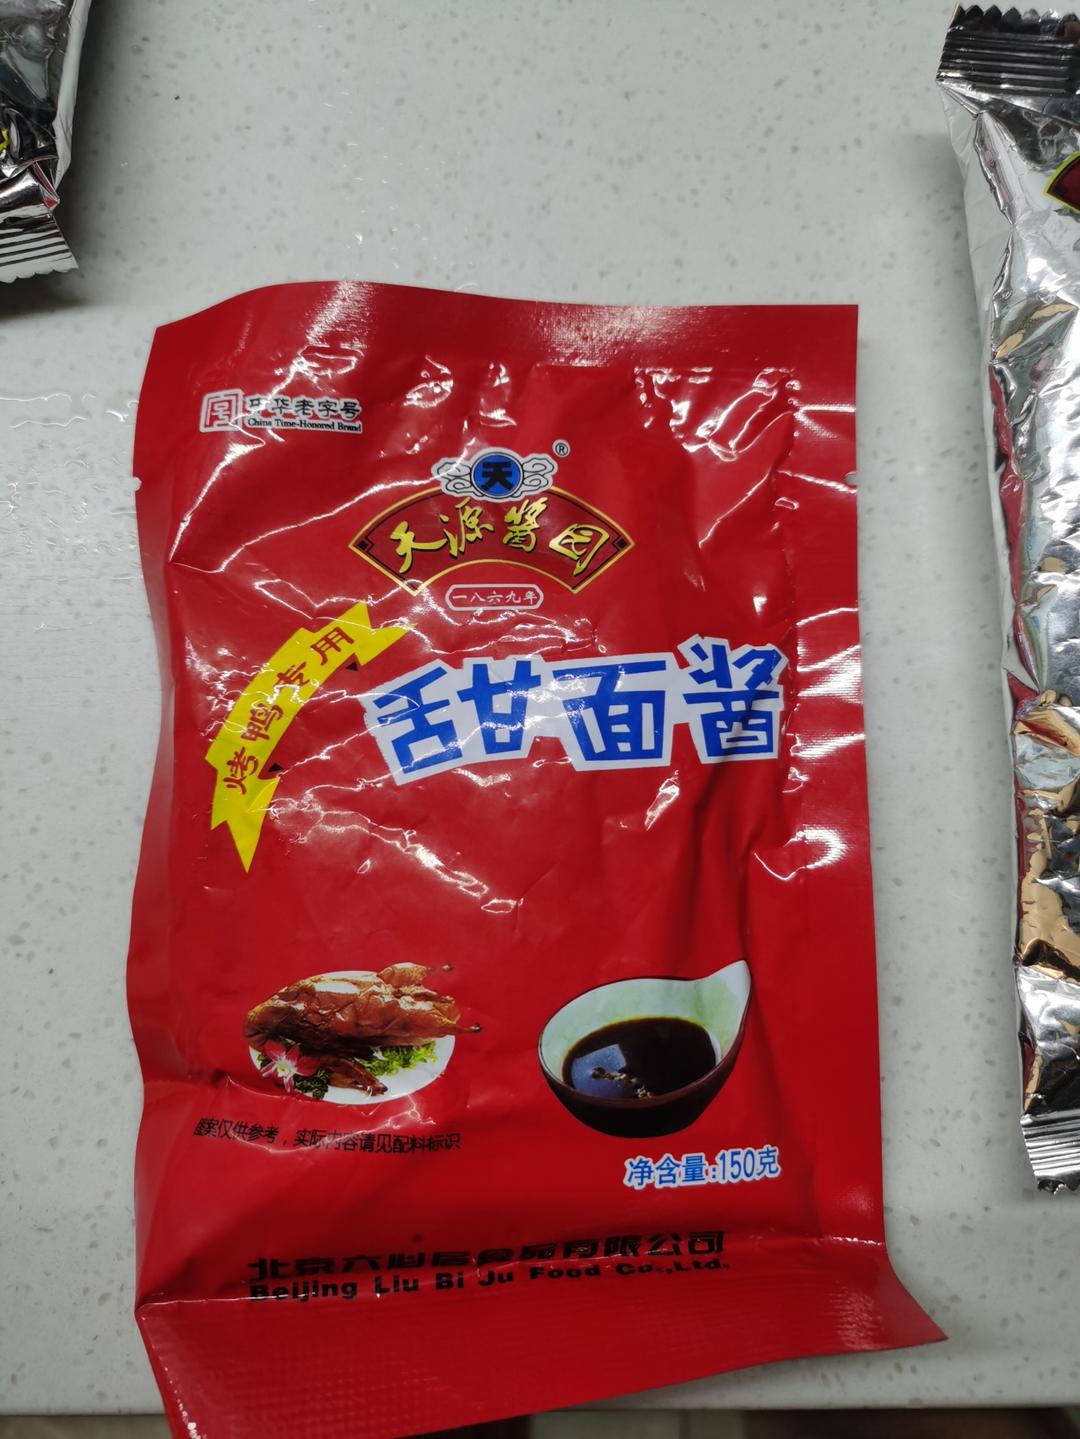 中华老字号
China Time-Honored Brand
天
®
天源酱园
一八六九年
烤鸭专用
甜面酱
图案仅供参考，实际内容请见配料标识
净含量:150克
北京六必居食品有限公司
Beijing Liu Bi Ju Food Co.,Ltd.